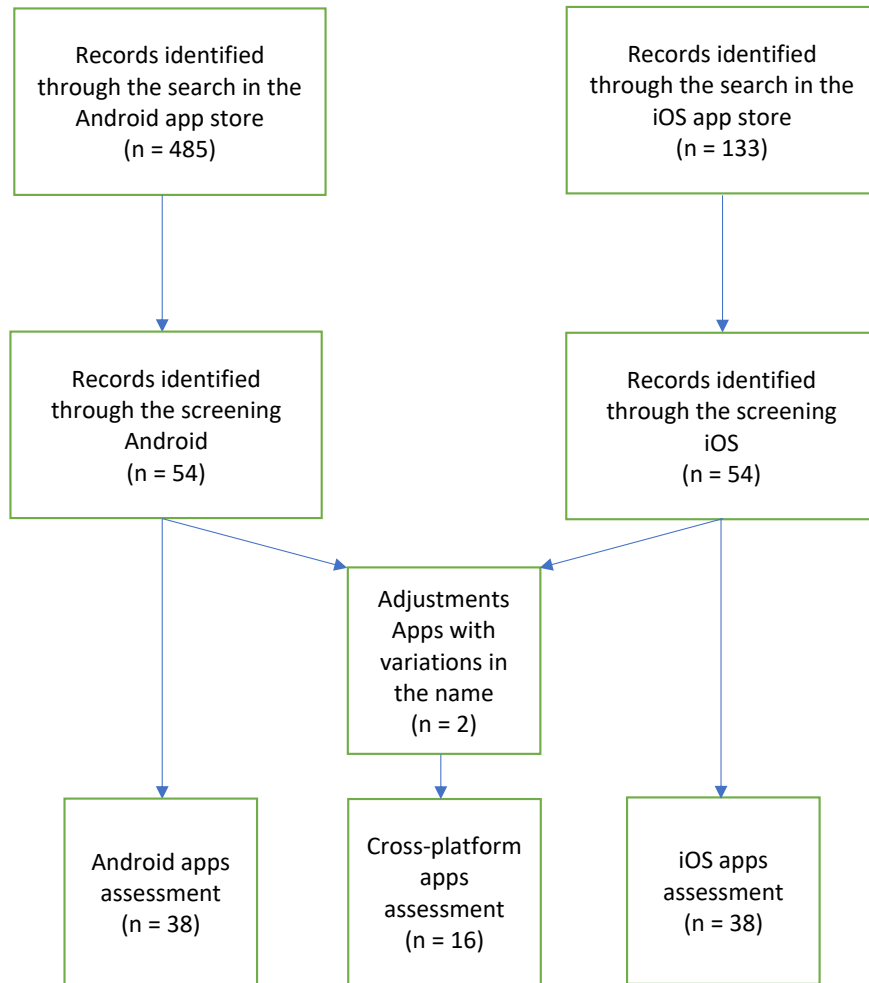 Records identified
through the search in the
Android app store
(n = 485)
Records identified
through the search in the
iOS app store
(n = 133)
Records identified
through the screening
Android
(n = 54)
Records identified
through the screening
iOS
(n = 54)
Adjustments
Apps with
variations in
the name
(n = 2)
Android apps
assessment
(n = 38)
Cross-platform
apps
assessment
(n = 16)
iOS apps
assessment
(n = 38)